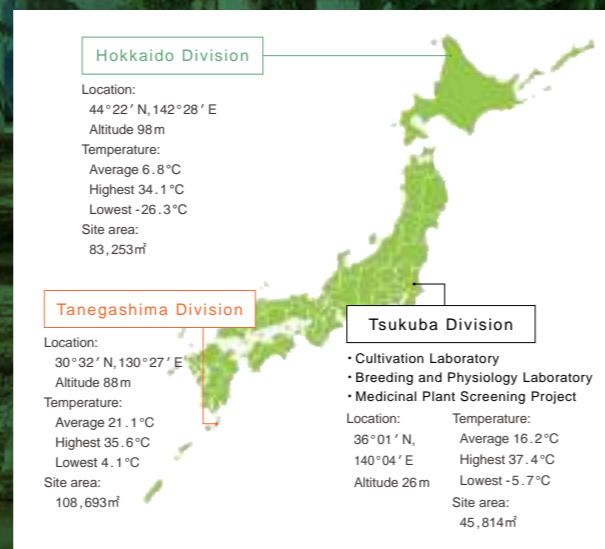 Hokkaido Division
Location:
44°22′N,142°28′E
Altitude 98m
Temperature:
Average 6.8°C
Highest 34.1°C
Lowest -26.3°C
Site area:
83,253㎡
Tanegashima Division
Location:
30°32′N,130°27′E
Altitude 88m
Temperature:
Average 21.1°C
Highest 35.6°C
Lowest 4.1°C
Site area:
108,693㎡
Tsukuba Division
・Cultivation Laboratory
・Breeding and Physiology Laboratory
・Medicinal Plant Screening Project
Location:
36°01′N,
140°04′E
Altitude 26m
Temperature:
Average 16.2°C
Highest 37.4°C
Lowest -5.7°C
Site area:
45,814㎡